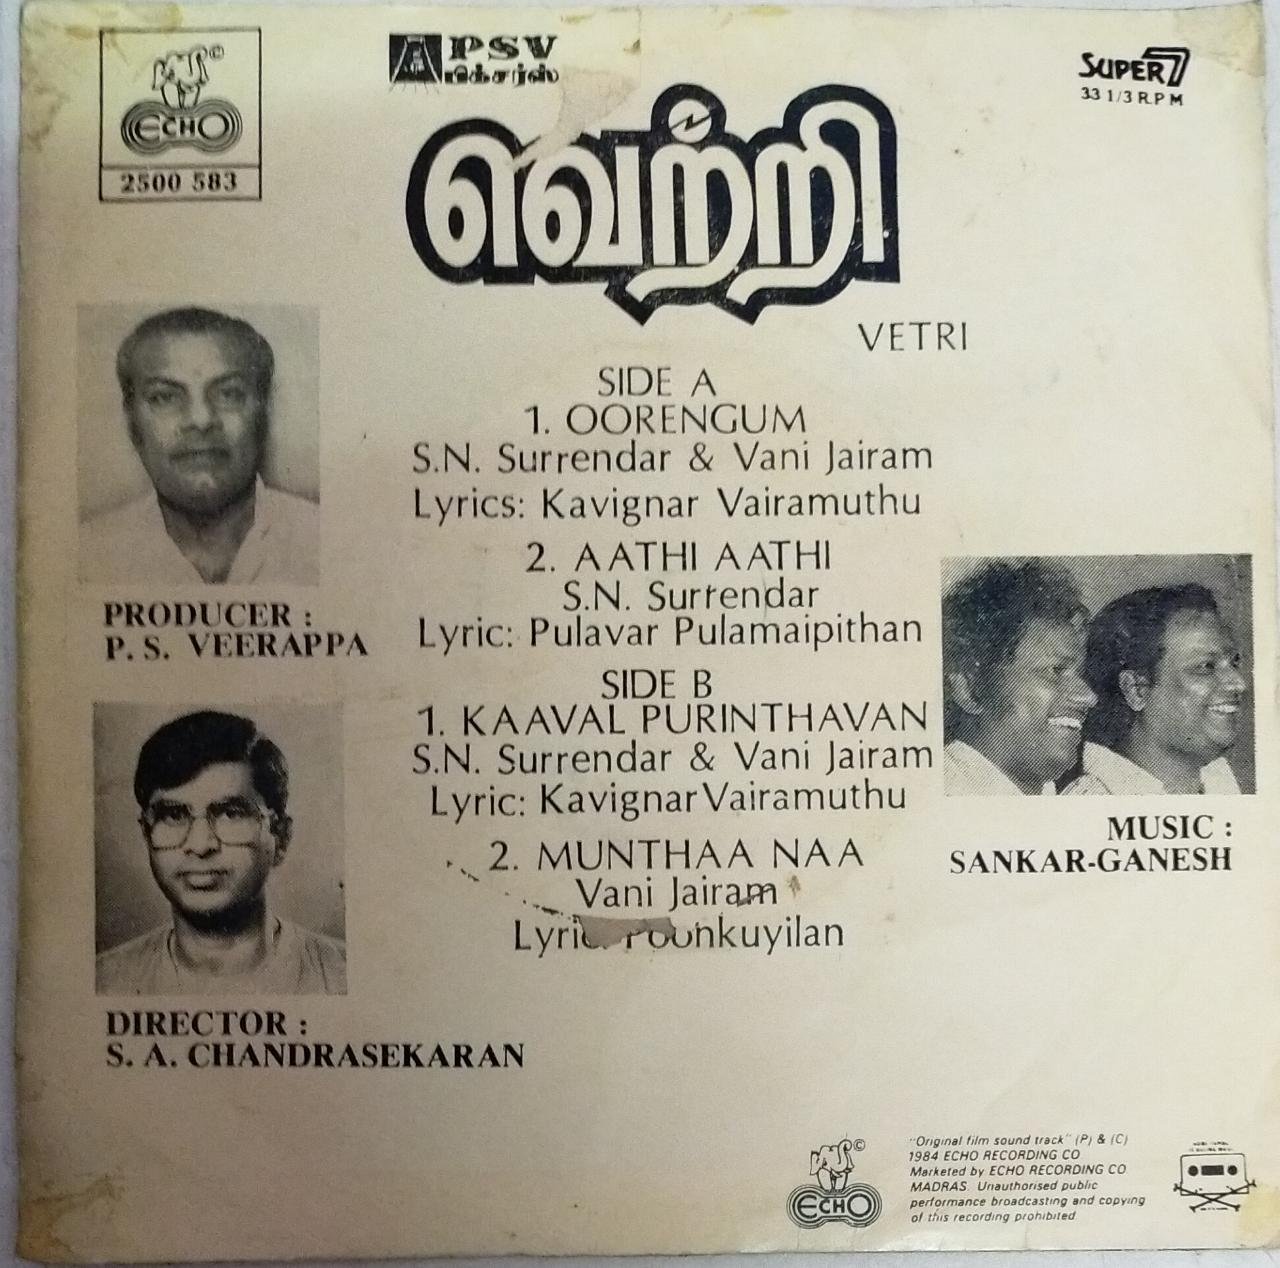 ECHO
2500 583
PSV
பிக்சர்ஸ்
SUPER 7
33 1/3 R.P.M
வெற்றி
VETRI
SIDE A
1. OORENGUM
S.N. Surrendar & Vani Jairam
Lyrics: Kavignar Vairamuthu
2. AATHI AATHI
S.N. Surrendar
Lyric: Pulavar Pulamaipithan
SIDE B
1. KAAVAL PURINTHAVAN
S.N. Surrendar & Vani Jairam
Lyric: Kavignar Vairamuthu
2. MUNTHAA NAA
Vani Jairam
Lyric: Poonkuyilan
PRODUCER :
P. S. VEERAPPA
DIRECTOR :
S. A. CHANDRASEKARAN
MUSIC :
SANKAR-GANESH
ECHO
"Original film sound track" (P) & (C)
1984 ECHO RECORDING CO
Marketed by ECHO RECORDING CO
MADRAS. Unauthorised public
performance broadcasting and copying
of this recording prohibited